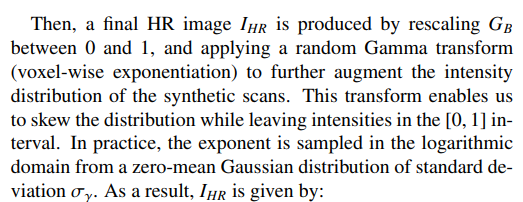 Then, a final HR image I_HR is produced by rescaling G_B
between 0 and 1, and applying a random Gamma transform
(voxel-wise exponentiation) to further augment the intensity
distribution of the synthetic scans. This transform enables us
to skew the distribution while leaving intensities in the [0, 1] in-
terval. In practice, the exponent is sampled in the logarithmic
domain from a zero-mean Gaussian distribution of standard de-
viation σ_γ. As a result, I_HR is given by: